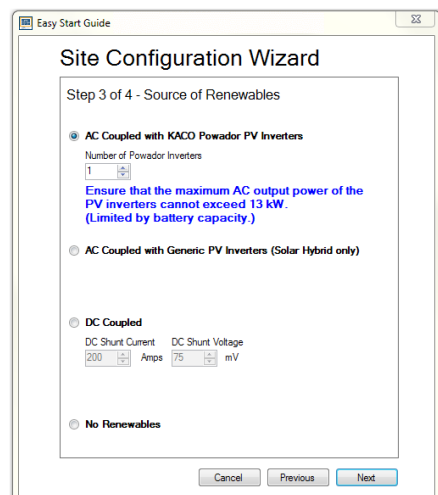 Easy Start Guide
Site Configuration Wizard
Step 3 of 4 - Source of Renewables
AC Coupled with KACO Powador PV Inverters
Number of Powador Inverters
1
Ensure that the maximum AC output power of the
PV inverters cannot exceed 13 kW.
(Limited by battery capacity.)
AC Coupled with Generic PV Inverters (Solar Hybrid only)
DC Coupled
DC Shunt Current DC Shunt Voltage
200 Amps 75 mV
No Renewables
Cancel Previous Next